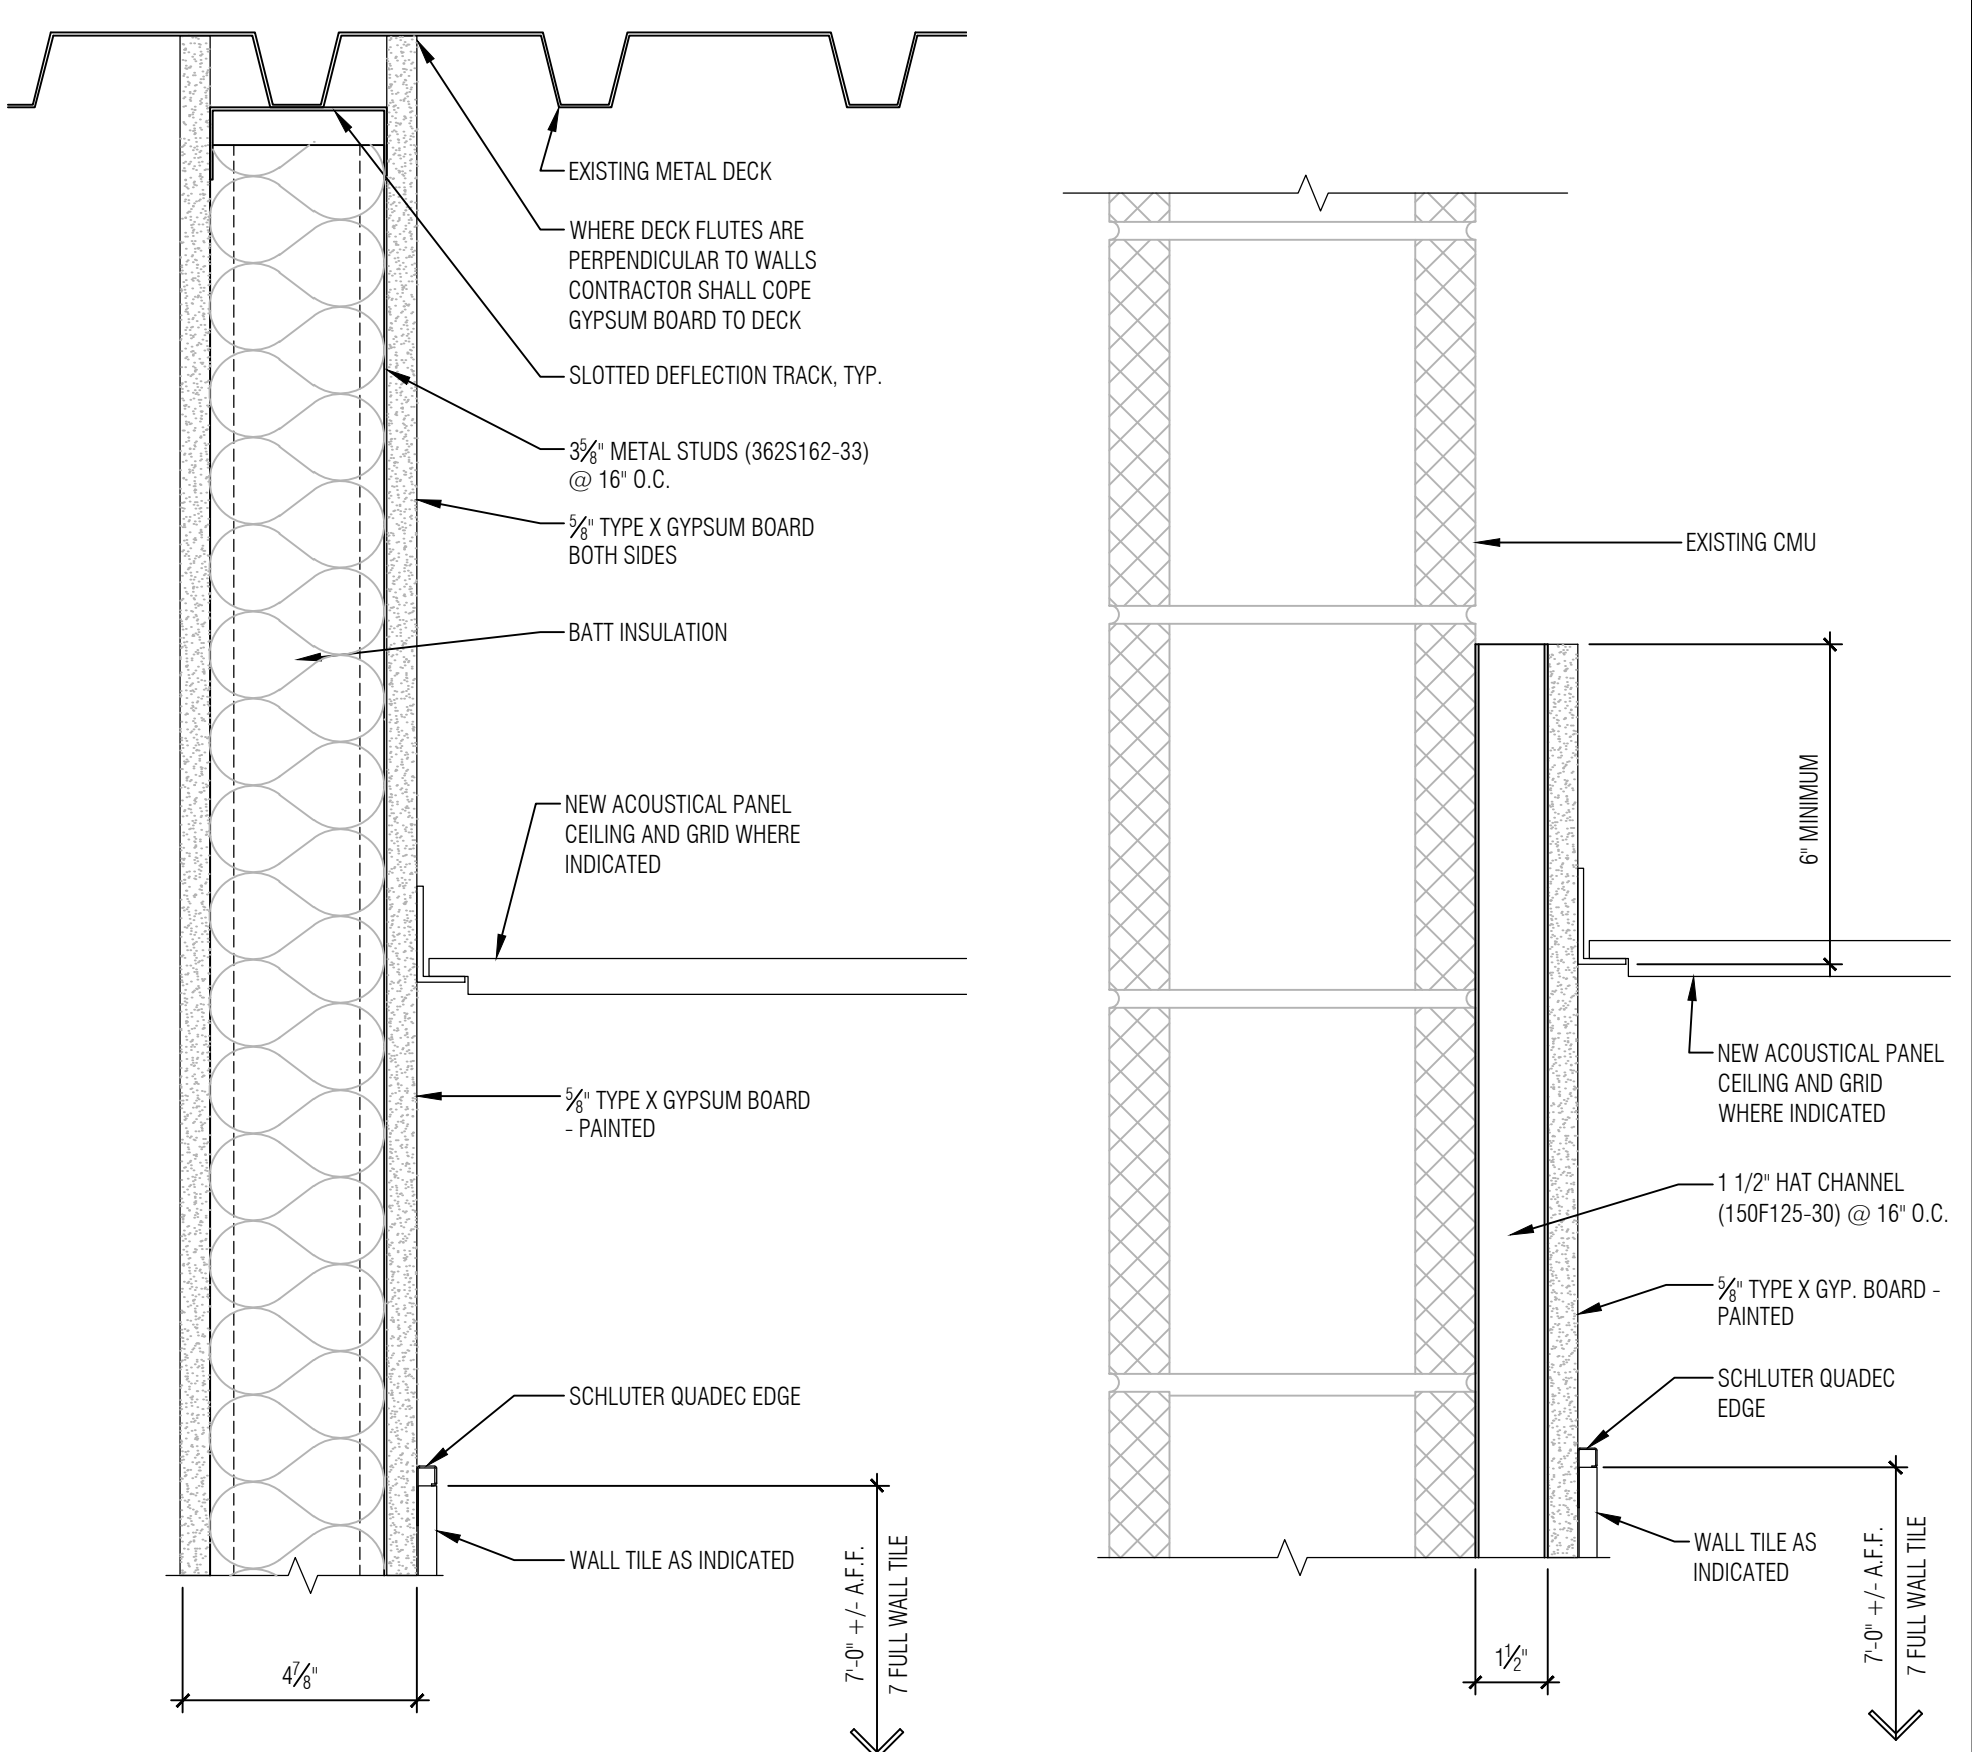 EXISTING METAL DECK
WHERE DECK FLUTES ARE
PERPENDICULAR TO WALLS
CONTRACTOR SHALL COPE
GYPSUM BOARD TO DECK
SLOTTED DEFLECTION TRACK, TYP.
3⅝" METAL STUDS (362S162-33)
@ 16" O.C.
⅝" TYPE X GYPSUM BOARD
BOTH SIDES
BATT INSULATION
NEW ACOUSTICAL PANEL
CEILING AND GRID WHERE
INDICATED
⅝" TYPE X GYPSUM BOARD
- PAINTED
SCHLUTER QUADEC EDGE
WALL TILE AS INDICATED
7'-0" +/- A.F.F.
7 FULL WALL TILE
4⅞"
EXISTING CMU
6" MINIMUM
NEW ACOUSTICAL PANEL
CEILING AND GRID
WHERE INDICATED
1 1/2" HAT CHANNEL
(150F125-30) @ 16" O.C.
⅝" TYPE X GYP. BOARD -
PAINTED
SCHLUTER QUADEC
EDGE
WALL TILE AS
INDICATED
7'-0" +/- A.F.F.
7 FULL WALL TILE
1½"